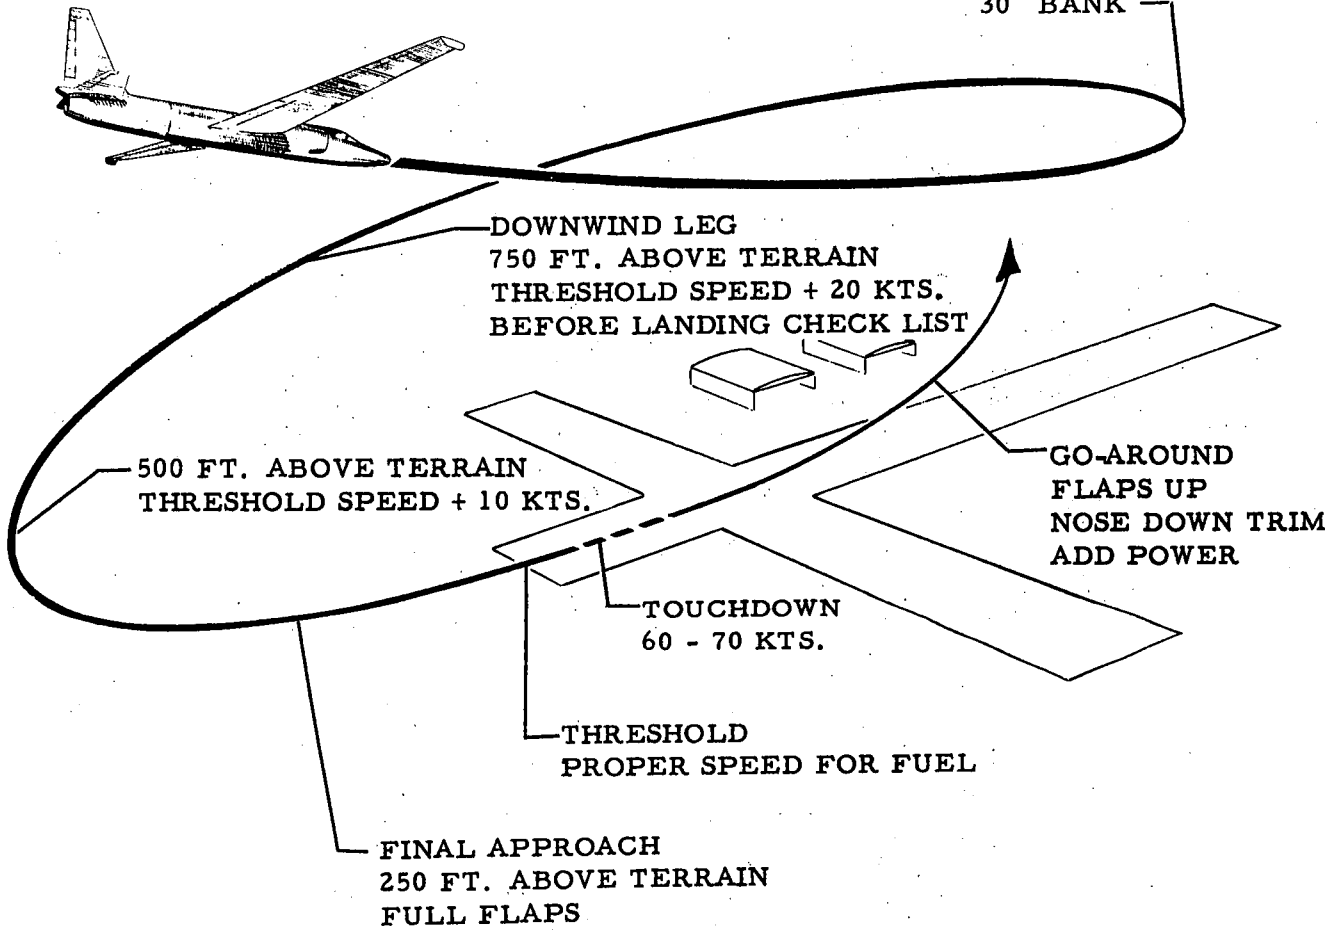 30° BANK
DOWNWIND LEG
750 FT. ABOVE TERRAIN
THRESHOLD SPEED + 20 KTS.
BEFORE LANDING CHECK LIST
500 FT. ABOVE TERRAIN
THRESHOLD SPEED + 10 KTS.
GO-AROUND
FLAPS UP
NOSE DOWN TRIM
ADD POWER
TOUCHDOWN
60 - 70 KTS.
THRESHOLD
PROPER SPEED FOR FUEL
FINAL APPROACH
250 FT. ABOVE TERRAIN
FULL FLAPS